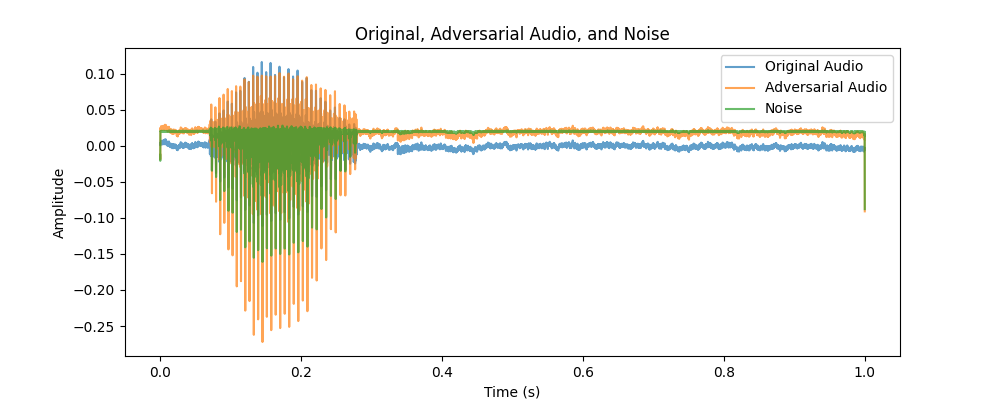 Original, Adversarial Audio, and Noise
Original Audio
Adversarial Audio
Noise
0.10
0.05
0.00
−0.05
−0.10
−0.15
−0.20
−0.25
Amplitude
0.0
0.2
0.4
0.6
0.8
1.0
Time (s)